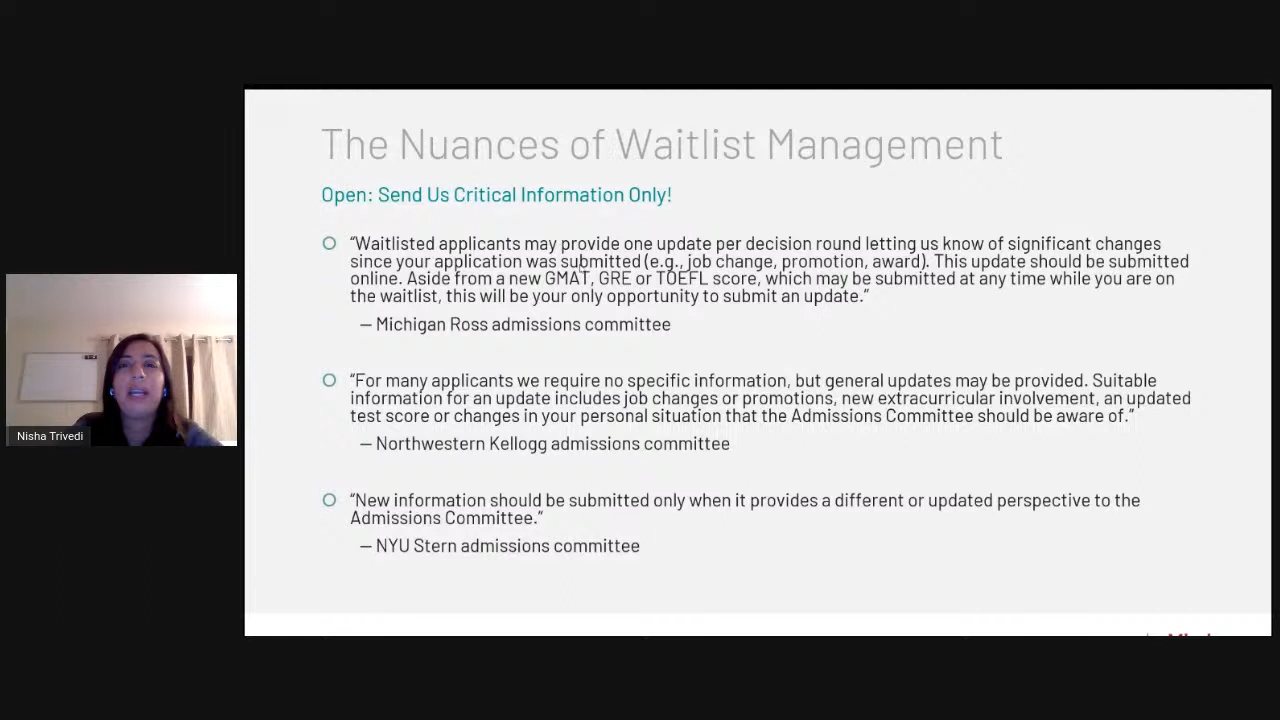 The Nuances of Waitlist Management
Open: Send Us Critical Information Only!
“Waitlisted applicants may provide one update per decision round letting us know of significant changes
since your application was submitted (e.g., job change, promotion, award). This update should be submitted
online. Aside from a new GMAT, GRE or TOEFL score, which may be submitted at any time while you are on
the waitlist, this will be your only opportunity to submit an update.”
— Michigan Ross admissions committee
“For many applicants we require no specific information, but general updates may be provided. Suitable
information for an update includes job changes or promotions, new extracurricular involvement, an updated
test score or changes in your personal situation that the Admissions Committee should be aware of.”
— Northwestern Kellogg admissions committee
“New information should be submitted only when it provides a different or updated perspective to the
Admissions Committee.”
— NYU Stern admissions committee
Nisha Trivedi